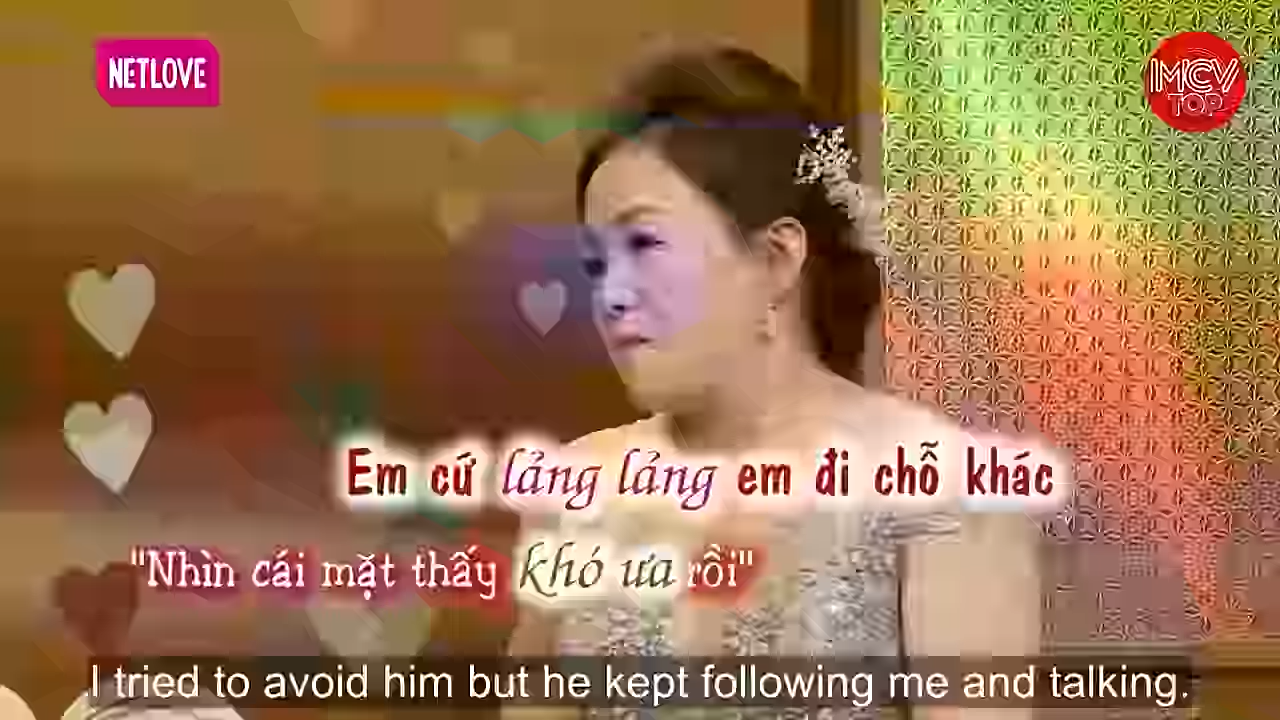 NETLOVE
MCV
TOP
Em cứ lảng lảng em đi chỗ khác
"Nhìn cái mặt thấy khó ưa rồi"
I tried to avoid him but he kept following me and talking.